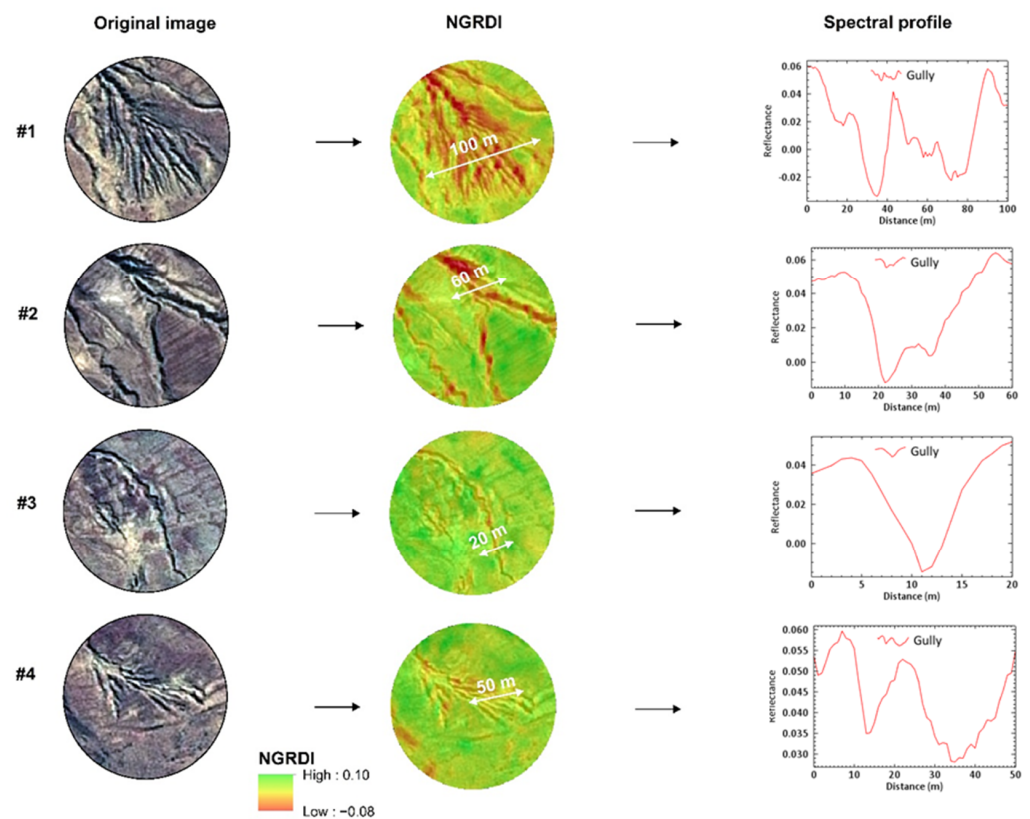 Original image
NGRDI
Spectral profile
#1
100 m
0.06
0.04
0.02
0.00
-0.02
Reflectance
Gully
0
20
40
60
80
100
Distance (m)
#2
60 m
0.06
0.04
0.02
0.00
Reflectance
Gully
0
10
20
30
40
50
60
Distance (m)
#3
20 m
0.04
0.00
Reflectance
Gully
0
5
10
15
20
Distance (m)
#4
50 m
0.060
0.055
0.050
0.045
0.040
0.035
0.030
Reflectance
Gully
0
10
20
30
40
50
Distance (m)
NGRDI
High : 0.10
Low : −0.08